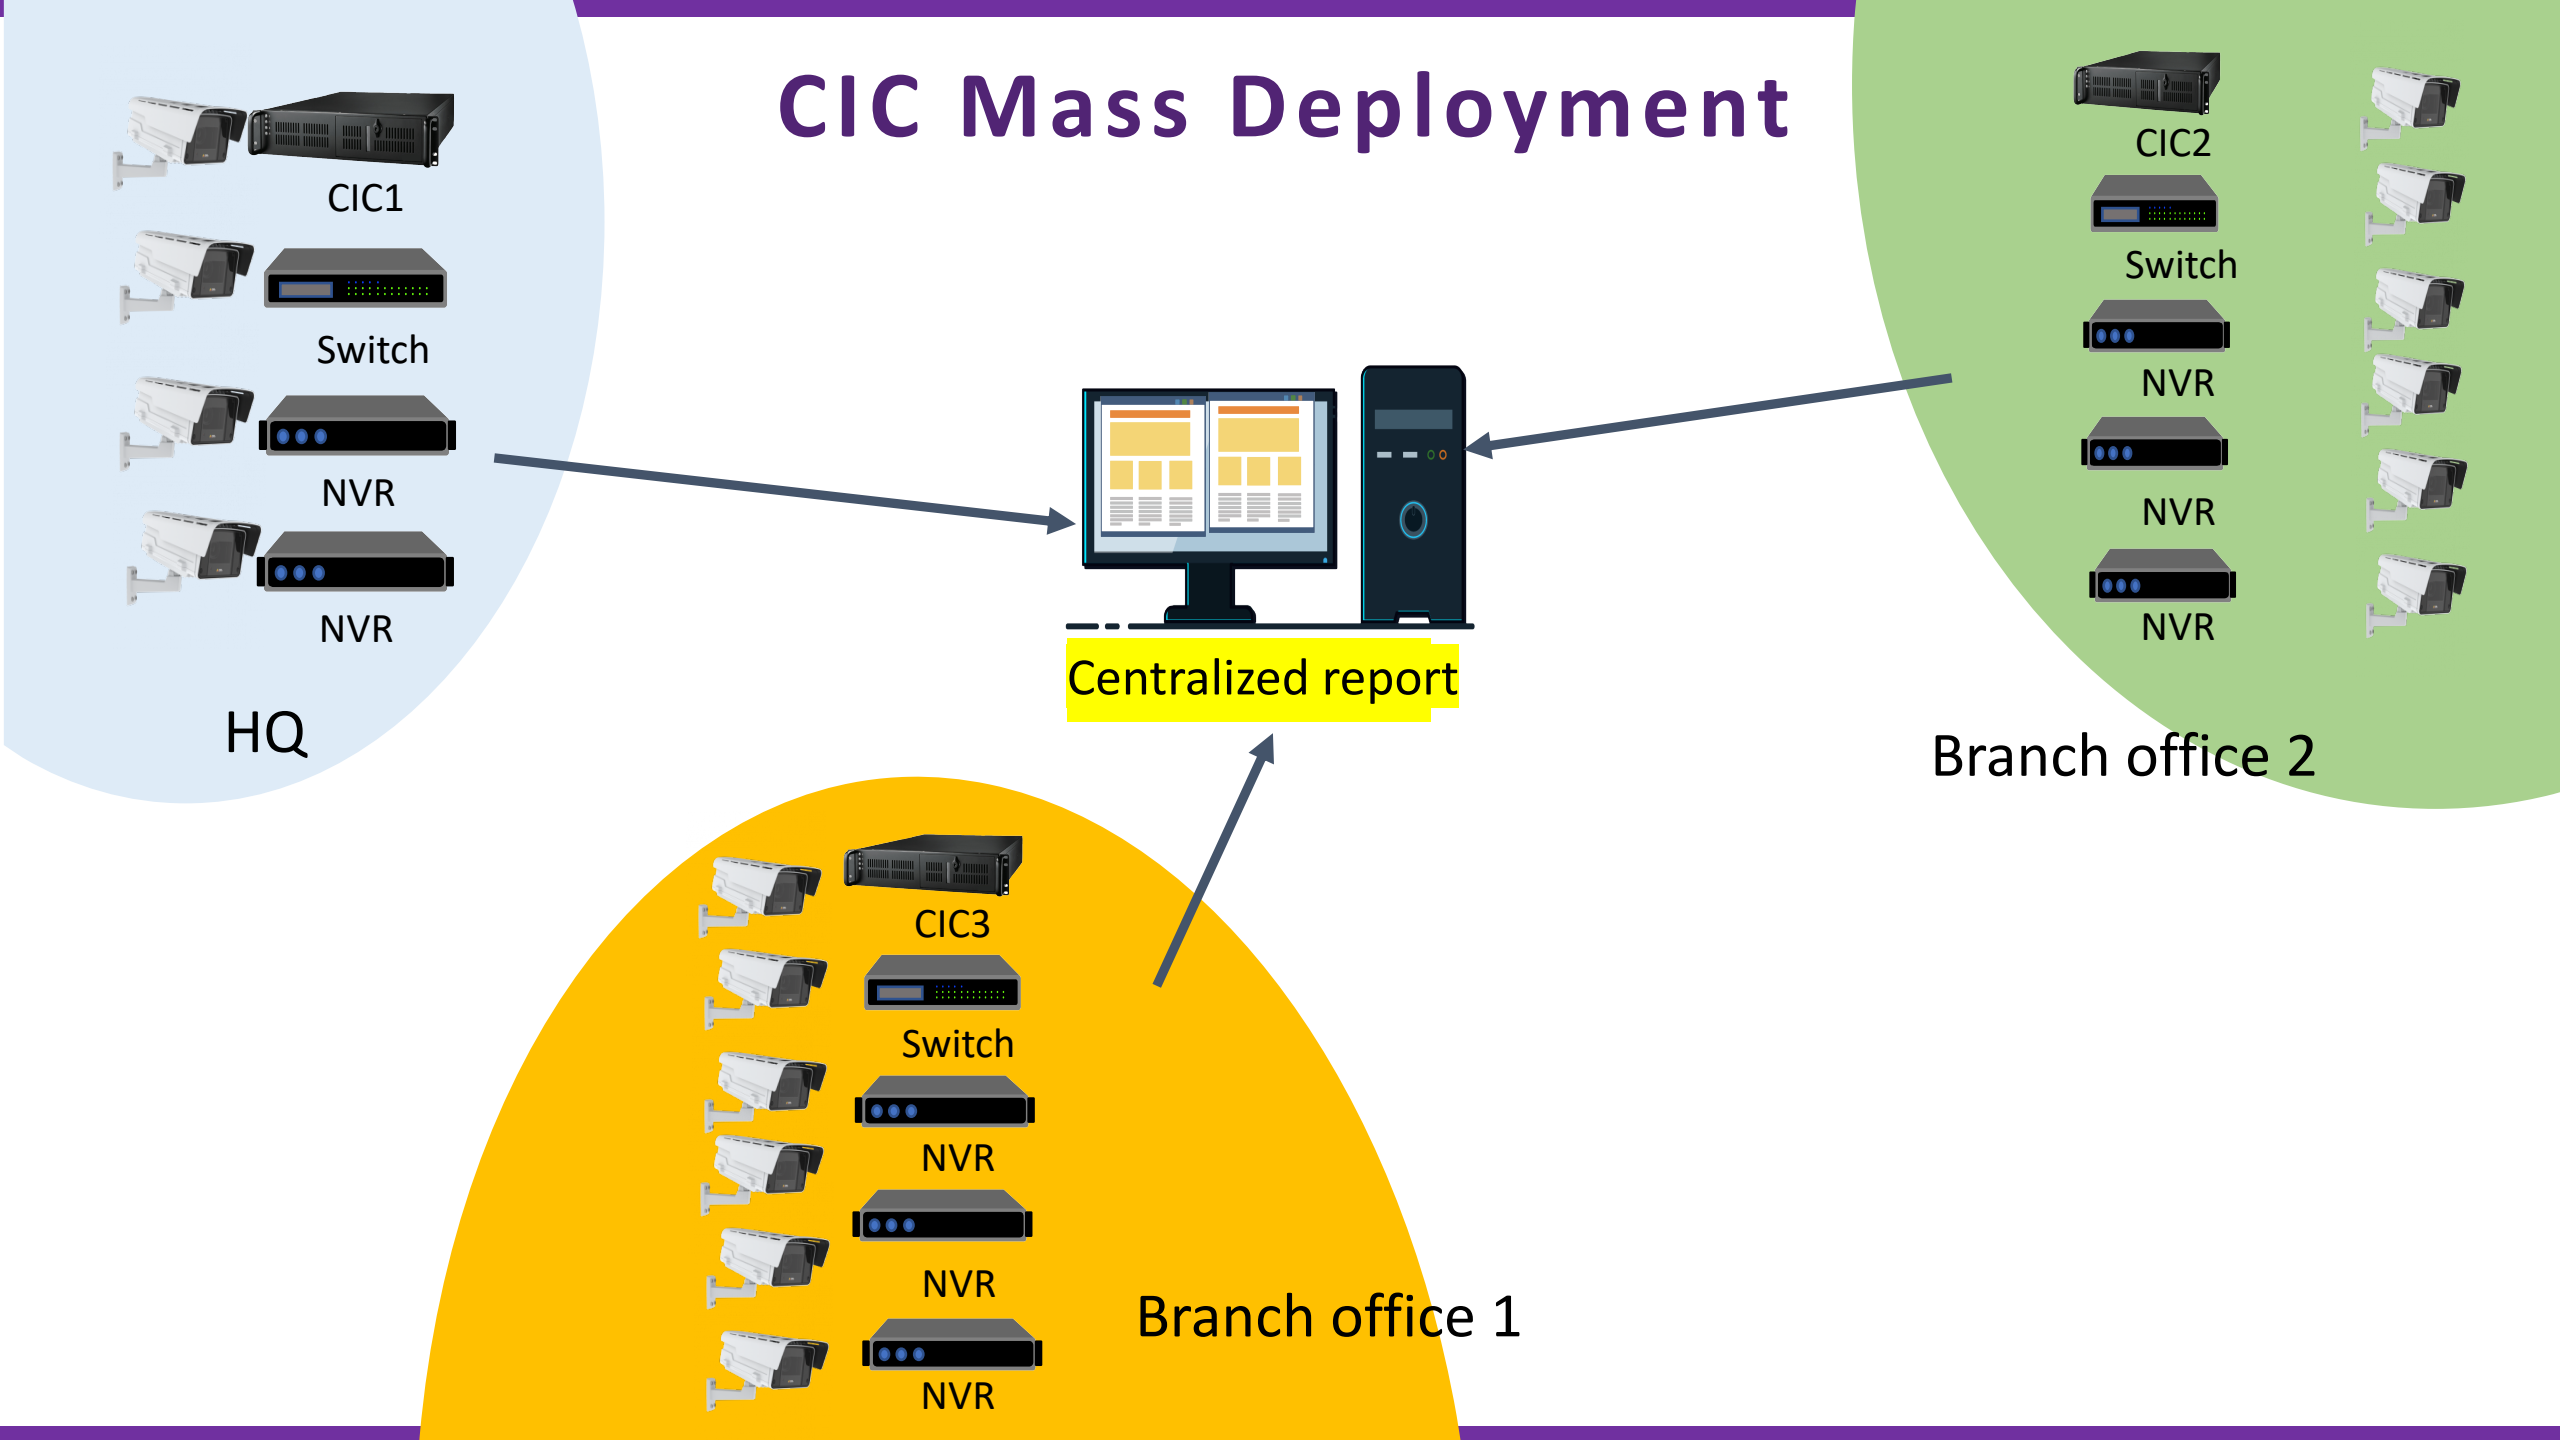 CIC Mass Deployment
CIC1
Switch
NVR
NVR
HQ
CIC2
Switch
NVR
NVR
NVR
Branch office 2
Centralized report
CIC3
Switch
NVR
NVR
NVR
Branch office 1